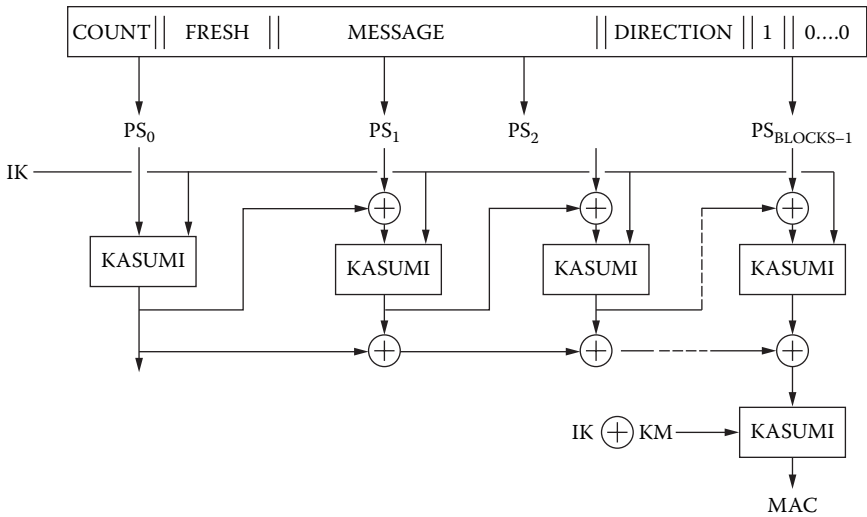 COUNT || FRESH || MESSAGE || DIRECTION || 1 || 0....0
PS0 PS1 PS2 PSBLOCKS–1
IK
KASUMI KASUMI KASUMI KASUMI
IK + KM KASUMI
MAC